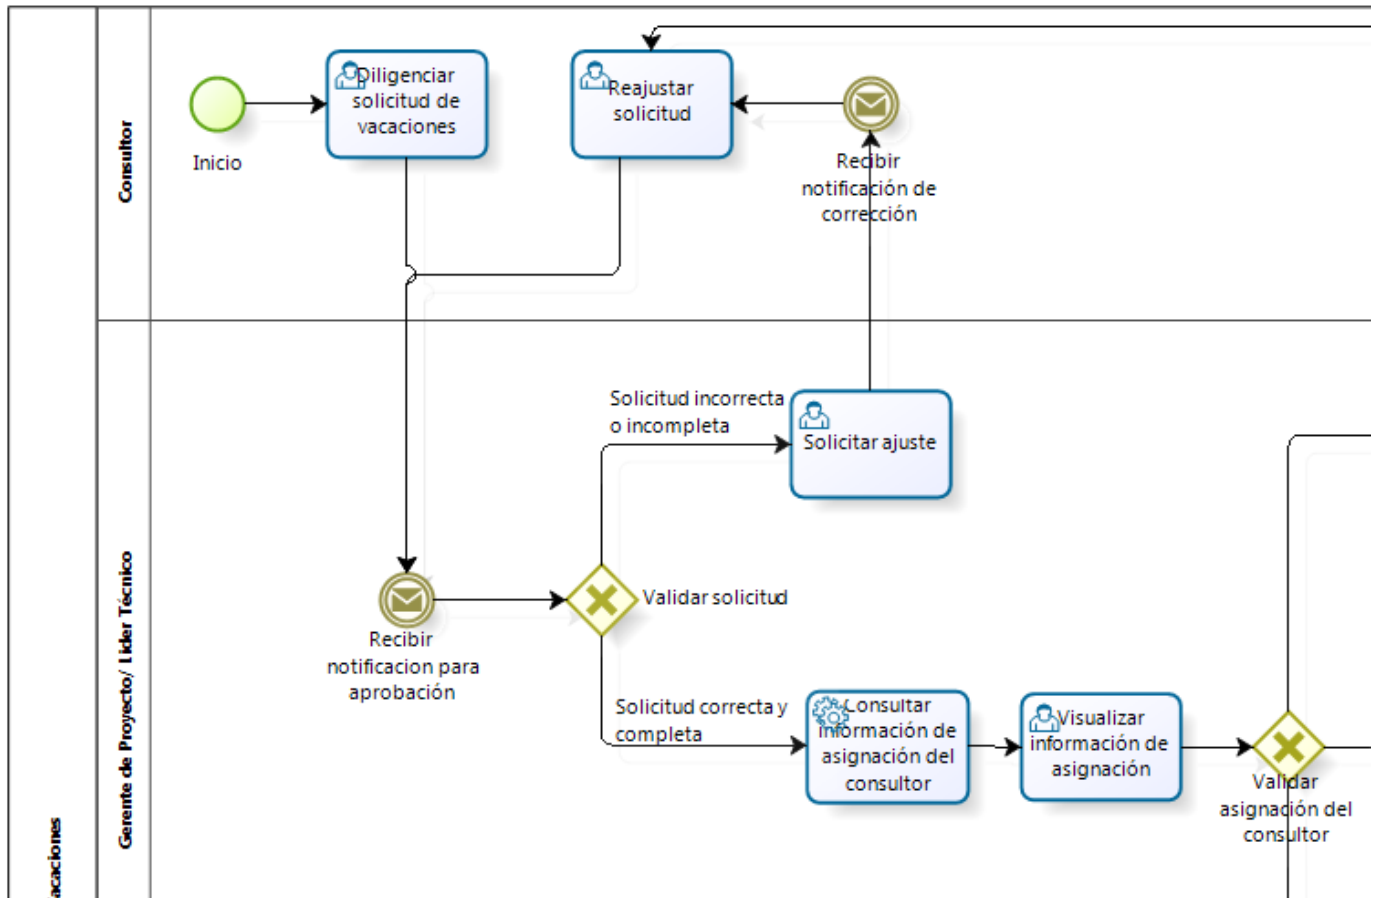 Consultor
Inicio
Diligenciar
solicitud de
vacaciones
Reajustar
solicitud
Recibir
notificación de
corrección
acaciones
Gerente de Proyecto/ Lider Técnico
Solicitud incorrecta
o incompleta
Solicitar ajuste
Recibir
notificacion para
aprobación
Validar solicitud
Solicitud correcta y
completa
Consultar
información de
asignación del
consultor
Visualizar
información de
asignación
Validar
asignación del
consultor